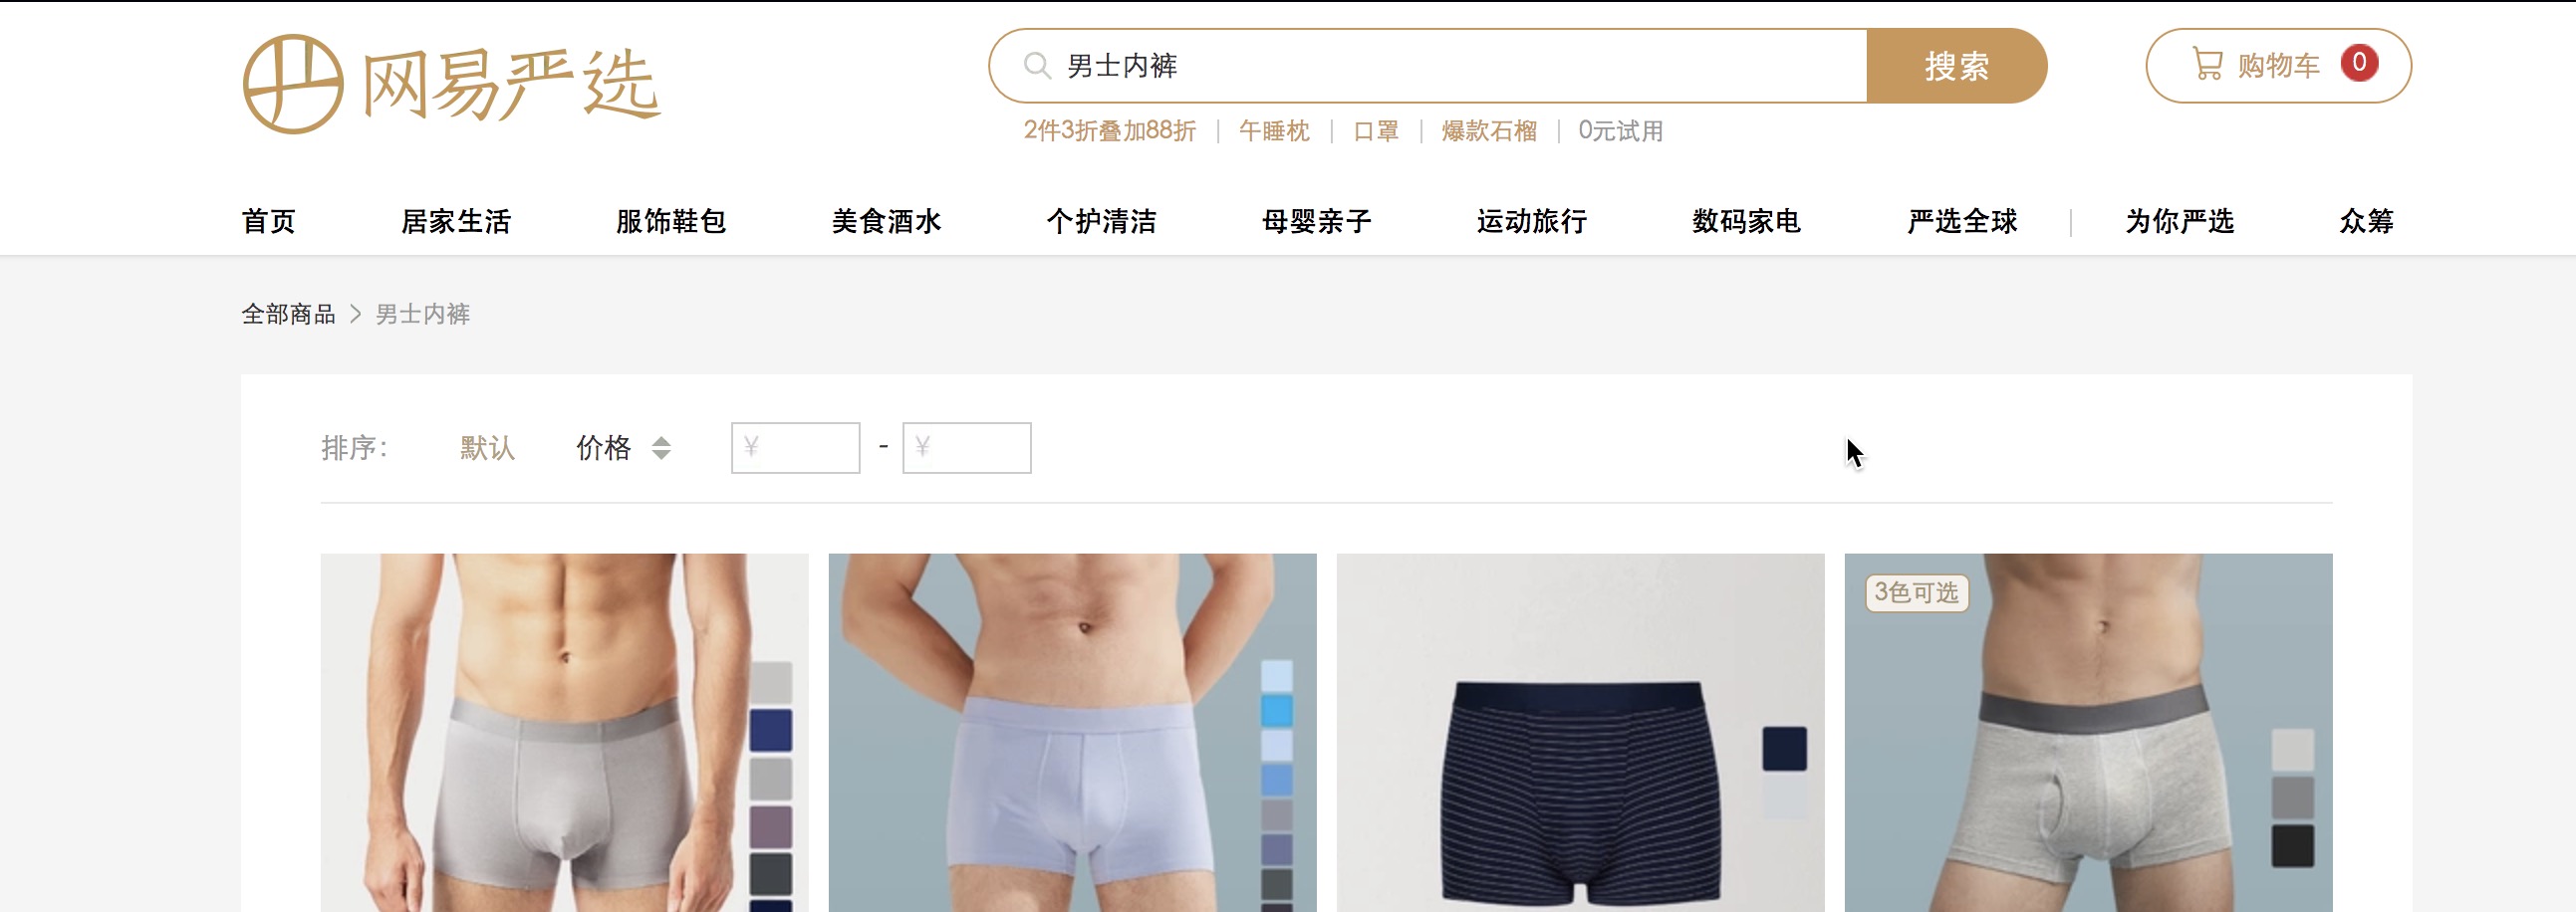 网易严选
男士内裤
搜索
购物车 0
2件3折叠加88折 | 午睡枕 | 口罩 | 爆款石榴 | 0元试用
首页 居家生活 服饰鞋包 美食酒水 个护清洁 母婴亲子 运动旅行 数码家电 严选全球 | 为你严选 众筹
全部商品 > 男士内裤
排序： 默认 价格 ¥ - ¥
3色可选